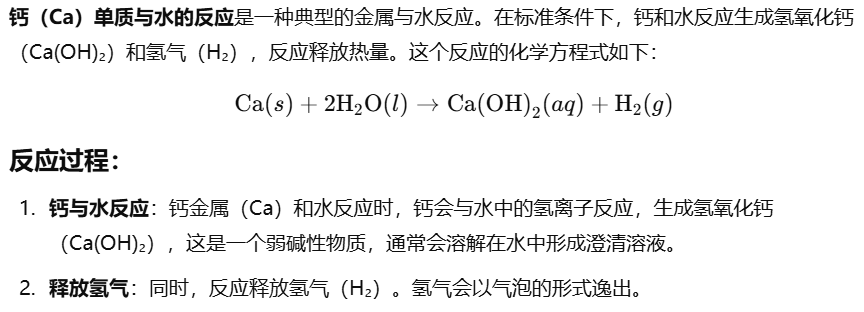 钙（Ca）单质与水的反应是一种典型的金属与水反应。在标准条件下，钙和水反应生成氢氧化钙
（Ca(OH)₂）和氢气（H₂），反应释放热量。这个反应的化学方程式如下：
Ca(s) + 2H₂O(l) → Ca(OH)₂(aq) + H₂(g)
反应过程：
1. 钙与水反应：钙金属（Ca）和水反应时，钙会与水中的氢离子反应，生成氢氧化钙
（Ca(OH)₂），这是一个弱碱性物质，通常会溶解在水中形成澄清溶液。
2. 释放氢气：同时，反应释放氢气（H₂）。氢气会以气泡的形式逸出。